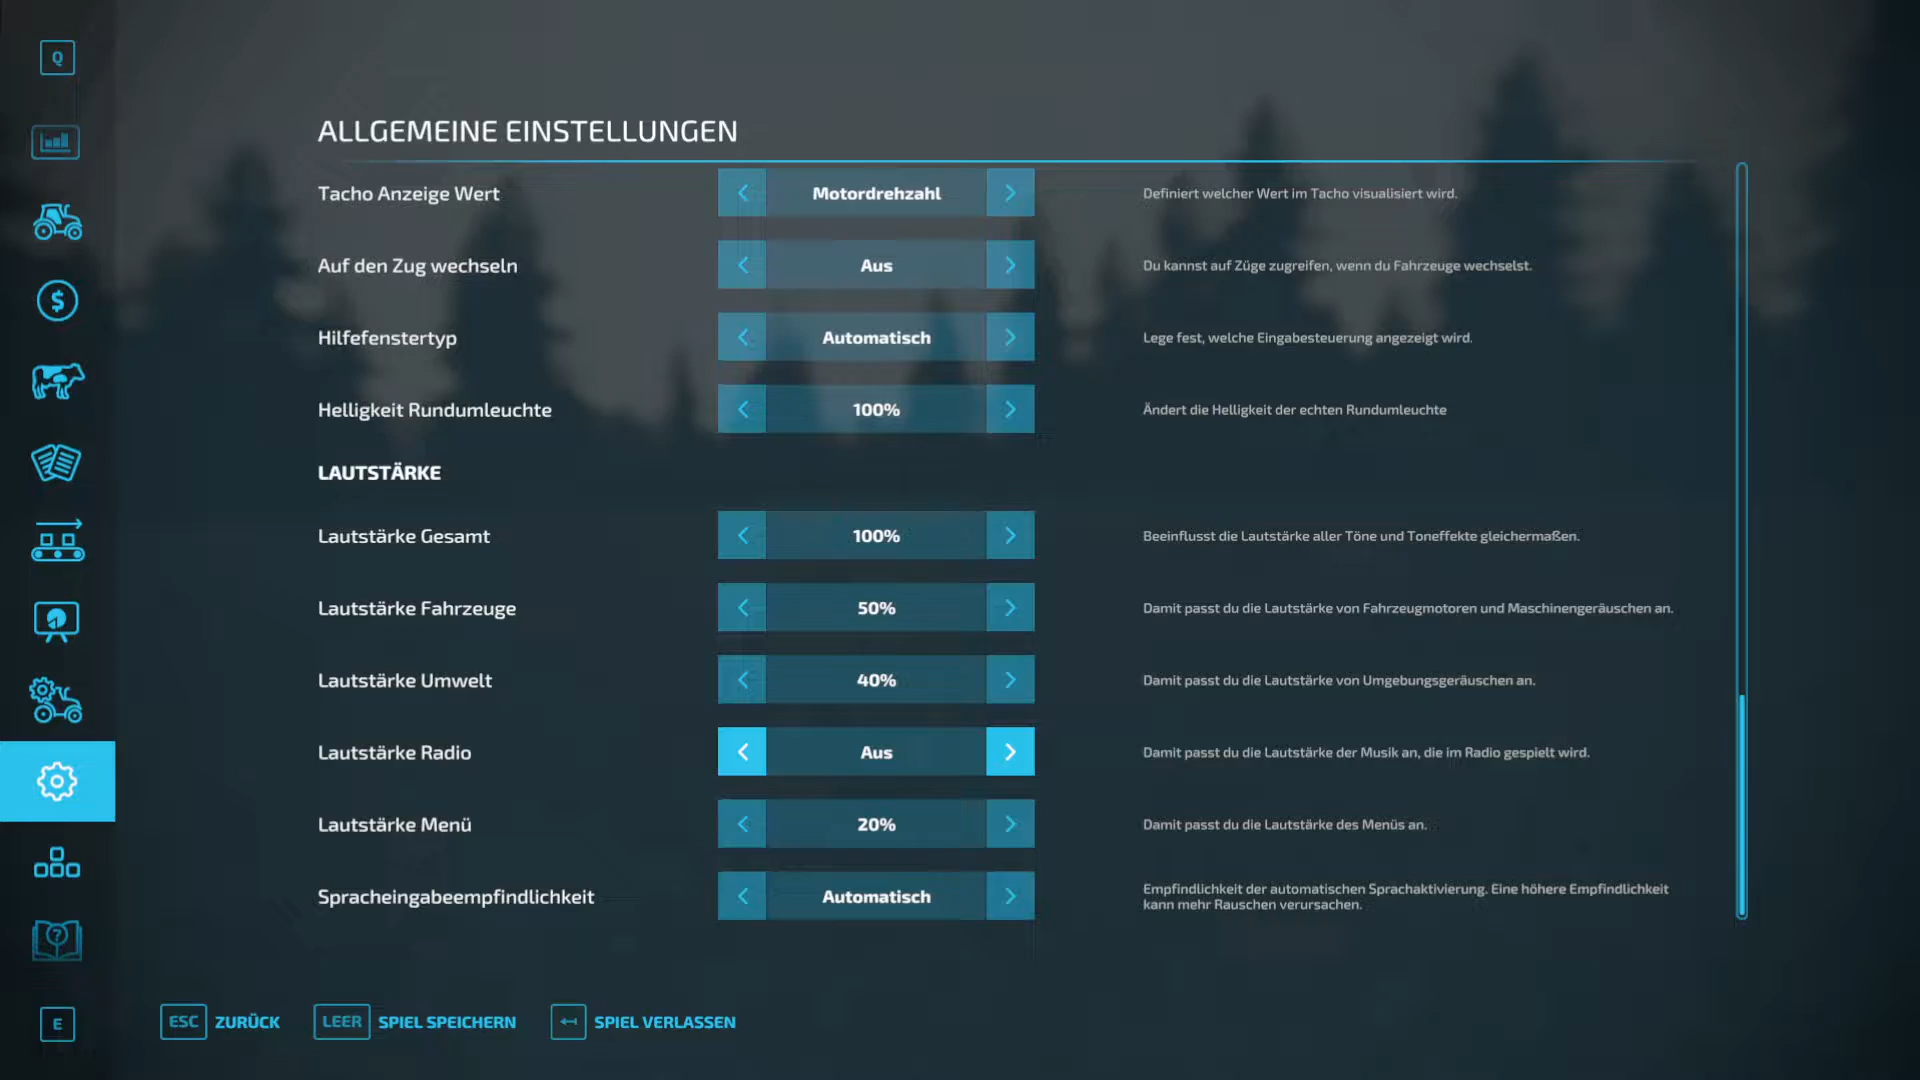 Q
ALLGEMEINE EINSTELLUNGEN
Tacho Anzeige Wert Motordrehzahl Definiert welcher Wert im Tacho visualisiert wird.
Auf den Zug wechseln Aus Du kannst auf Züge zugreifen, wenn du Fahrzeuge wechselst.
Hilfefenstertyp Automatisch Lege fest, welche Eingabesteuerung angezeigt wird.
Helligkeit Rundumleuchte 100% Ändert die Helligkeit der echten Rundumleuchte
LAUTSTÄRKE
Lautstärke Gesamt 100% Beeinflusst die Lautstärke aller Töne und Toneffekte gleichermaßen.
Lautstärke Fahrzeuge 50% Damit passt du die Lautstärke von Fahrzeugmotoren und Maschinengeräuschen an.
Lautstärke Umwelt 40% Damit passt du die Lautstärke von Umgebungsgeräuschen an.
Lautstärke Radio Aus Damit passt du die Lautstärke der Musik an, die im Radio gespielt wird.
Lautstärke Menü 20% Damit passt du die Lautstärke des Menüs an.
Spracheingabeempfindlichkeit Automatisch Empfindlichkeit der automatischen Sprachaktivierung. Eine höhere Empfindlichkeit
kann mehr Rauschen verursachen.
E ESC ZURÜCK LEER SPIEL SPEICHERN SPIEL VERLASSEN